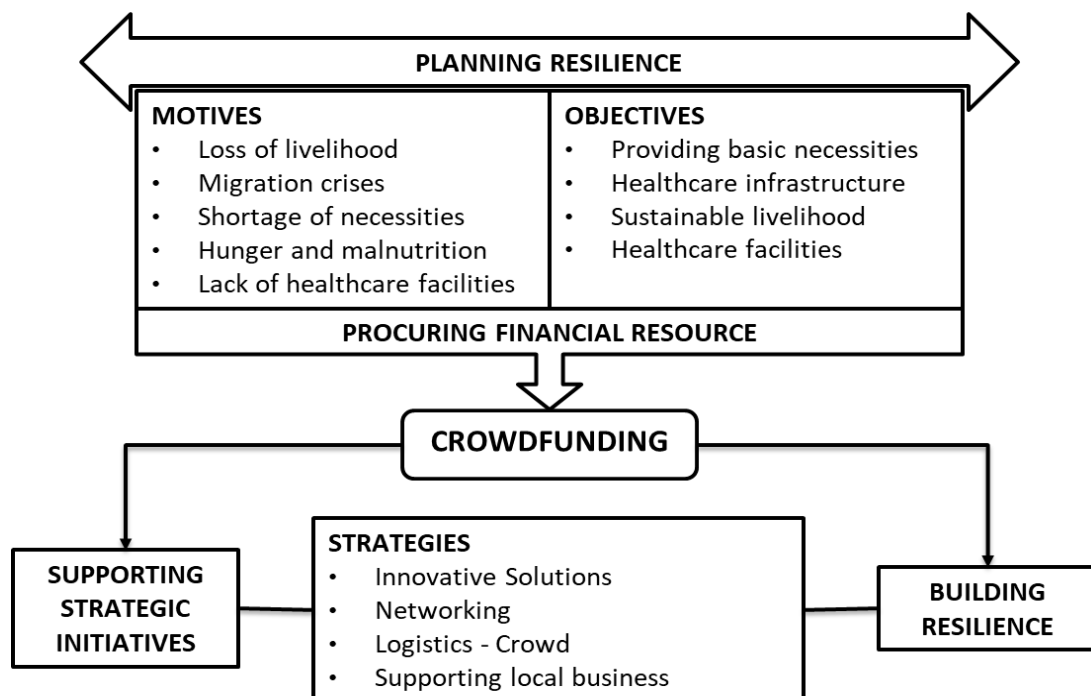 PLANNING RESILIENCE
MOTIVES
• Loss of livelihood
• Migration crises
• Shortage of necessities
• Hunger and malnutrition
• Lack of healthcare facilities
OBJECTIVES
• Providing basic necessities
• Healthcare infrastructure
• Sustainable livelihood
• Healthcare facilities
PROCURING FINANCIAL RESOURCE
CROWDFUNDING
SUPPORTING
STRATEGIC
INITIATIVES
STRATEGIES
• Innovative Solutions
• Networking
• Logistics - Crowd
• Supporting local business
BUILDING
RESILIENCE